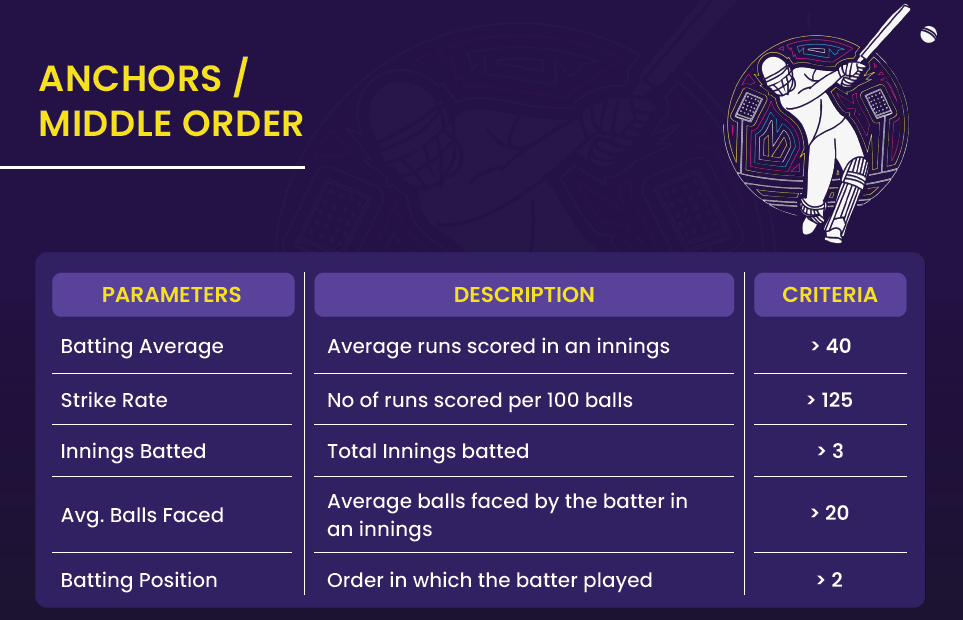 ANCHORS /
MIDDLE ORDER
PARAMETERS DESCRIPTION CRITERIA
Batting Average Average runs scored in an innings > 40
Strike Rate No of runs scored per 100 balls > 125
Innings Batted Total Innings batted > 3
Avg. Balls Faced Average balls faced by the batter in
an innings > 20
Batting Position Order in which the batter played > 2